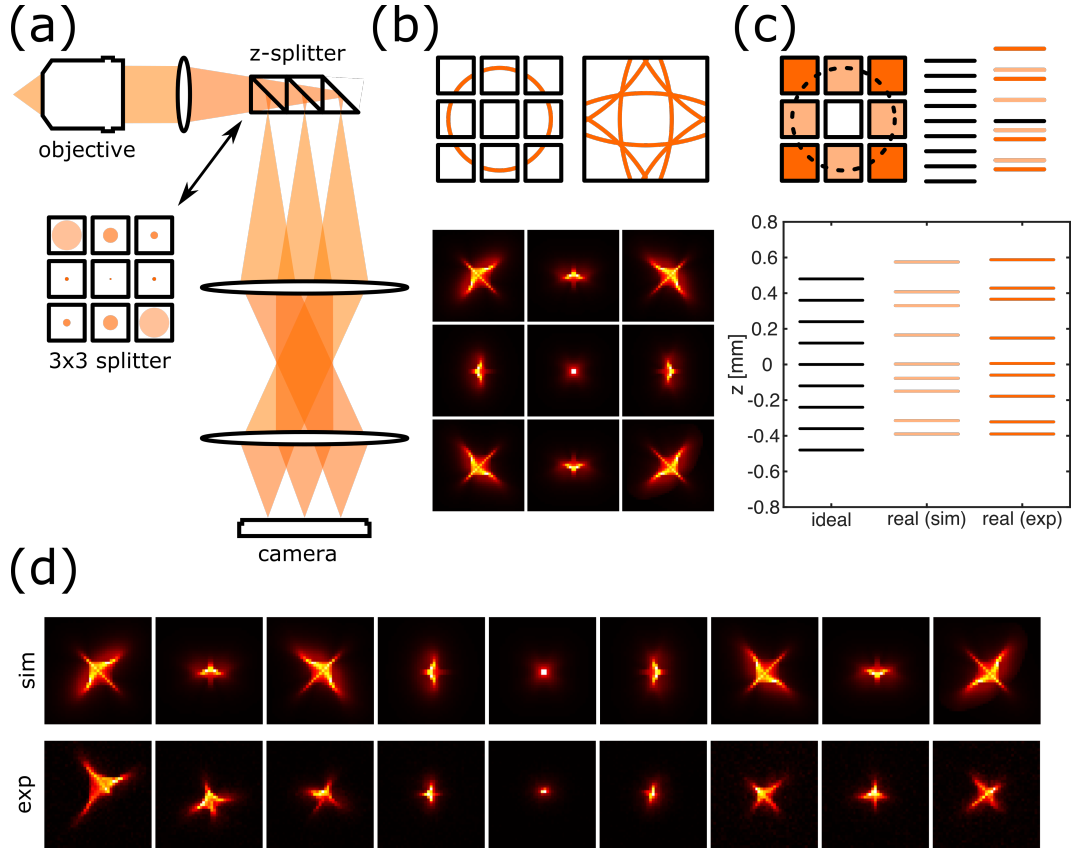 (a)
(b)
(c)
z-splitter
objective
3x3 splitter
camera
z [mm]
0.8
0.6
0.4
0.2
0
-0.2
-0.4
-0.6
-0.8
ideal
real (sim)
real (exp)
(d)
sim
exp